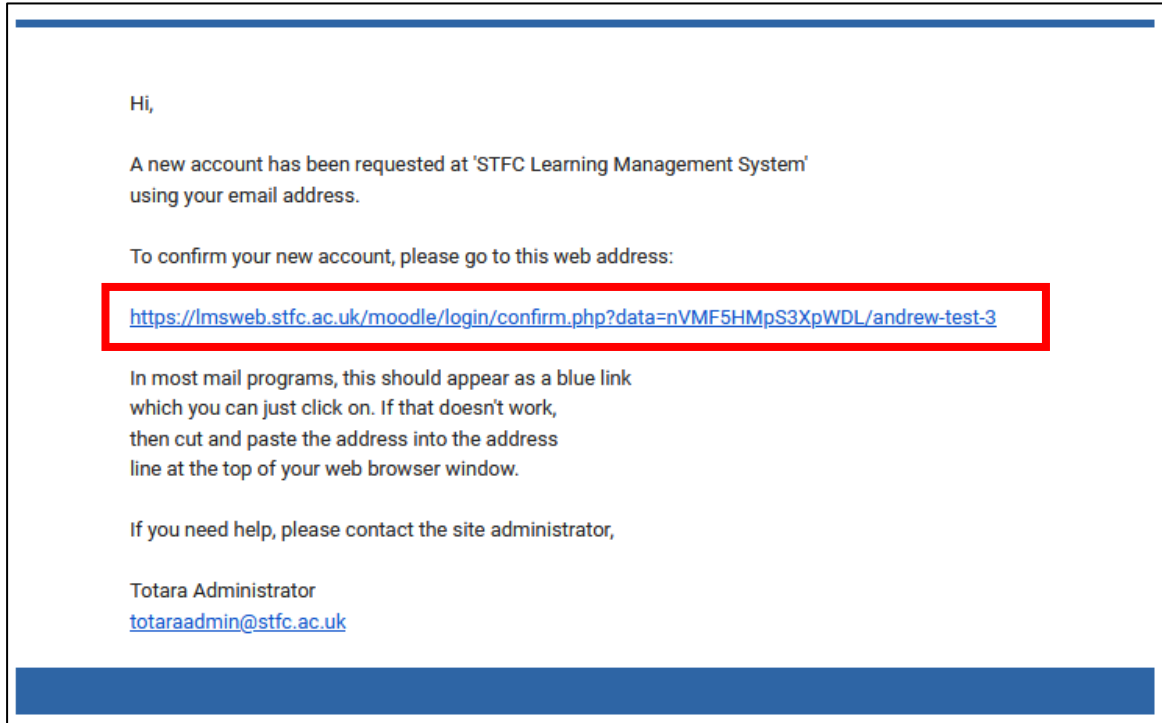 Hi,
A new account has been requested at 'STFC Learning Management System'
using your email address.
To confirm your new account, please go to this web address:
https://lmsweb.stfc.ac.uk/moodle/login/confirm.php?data=nVMF5HMpS3XpWDL/andrew-test-3
In most mail programs, this should appear as a blue link
which you can just click on. If that doesn't work,
then cut and paste the address into the address
line at the top of your web browser window.
If you need help, please contact the site administrator,
Totara Administrator
totaraadmin@stfc.ac.uk